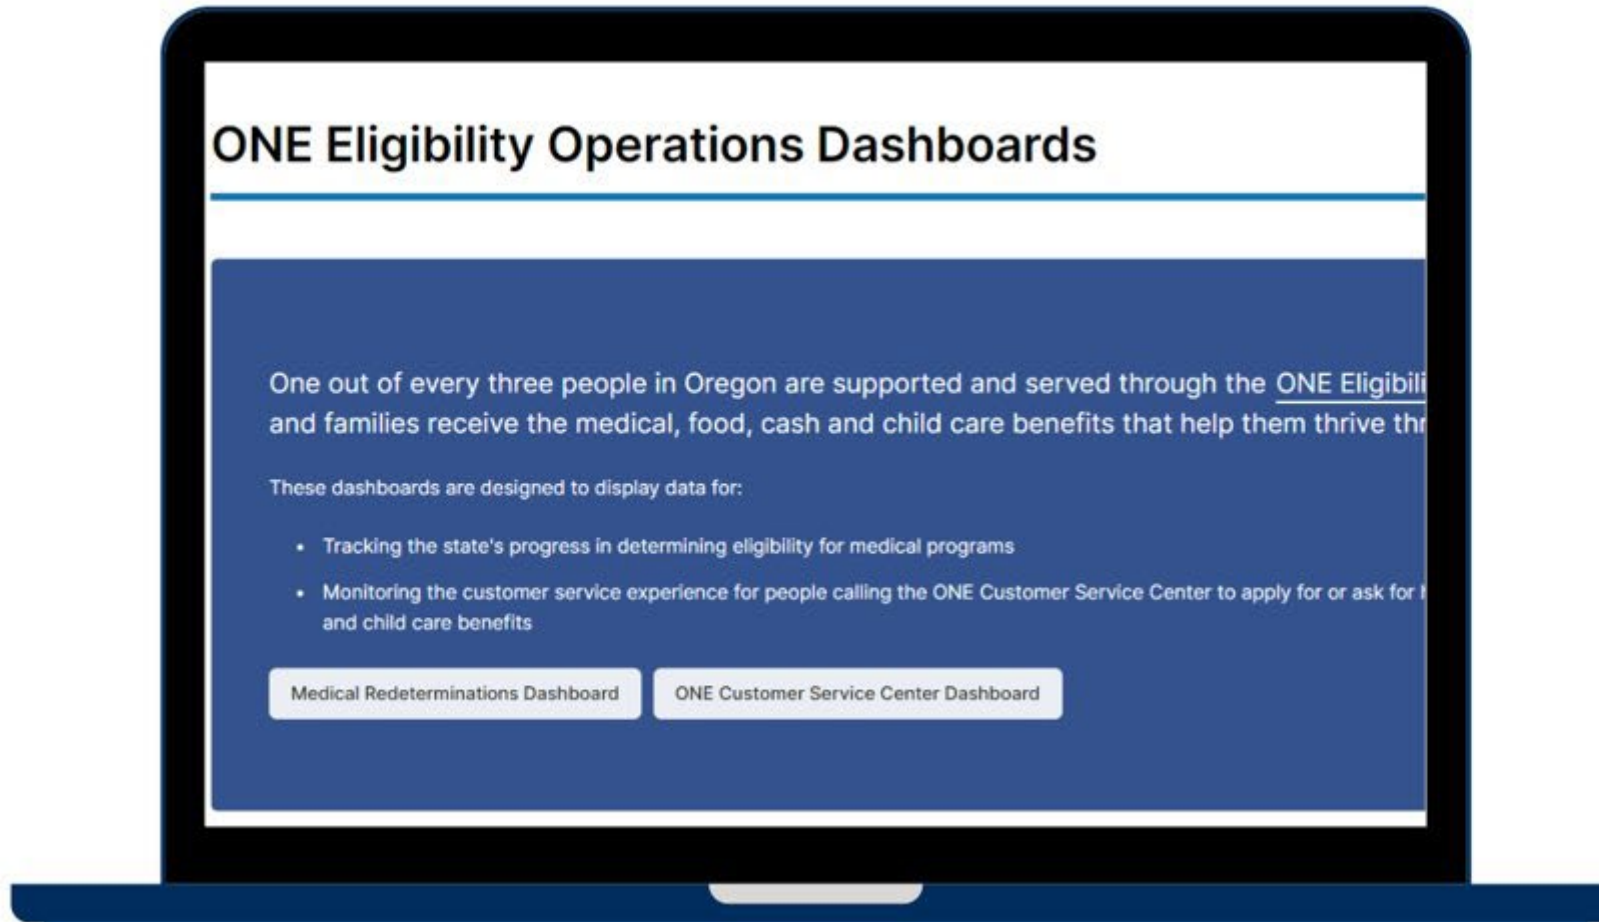 ONE Eligibility Operations Dashboards
One out of every three people in Oregon are supported and served through the ONE Eligibili
and families receive the medical, food, cash and child care benefits that help them thrive thr
These dashboards are designed to display data for:
• Tracking the state's progress in determining eligibility for medical programs
• Monitoring the customer service experience for people calling the ONE Customer Service Center to apply for or ask for
and child care benefits
Medical Redeterminations Dashboard
ONE Customer Service Center Dashboard